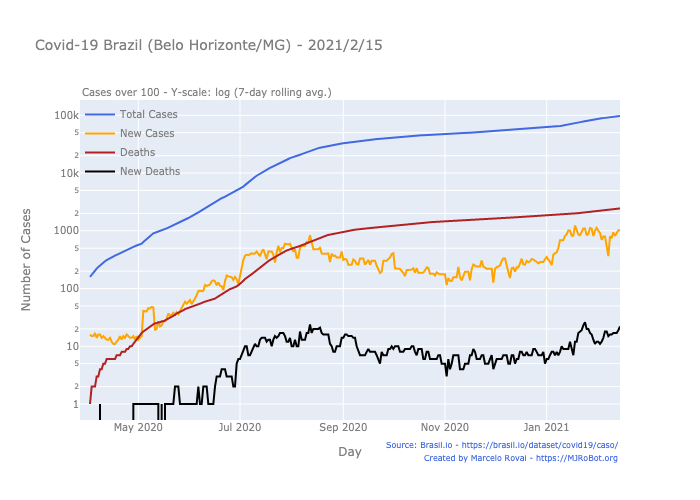 Covid-19 Brazil (Belo Horizonte/MG) - 2021/2/15
Cases over 100 - Y-scale: log (7-day rolling avg.)
Total Cases
New Cases
Deaths
New Deaths
100k
5
2
10k
5
2
1000
5
2
100
5
2
10
5
2
1
Number of Cases
May 2020
Jul 2020
Sep 2020
Nov 2020
Jan 2021
Day
Source: Brasil.io - https://brasil.io/dataset/covid19/caso/
Created by Marcelo Rovai - https://MJRoBot.org